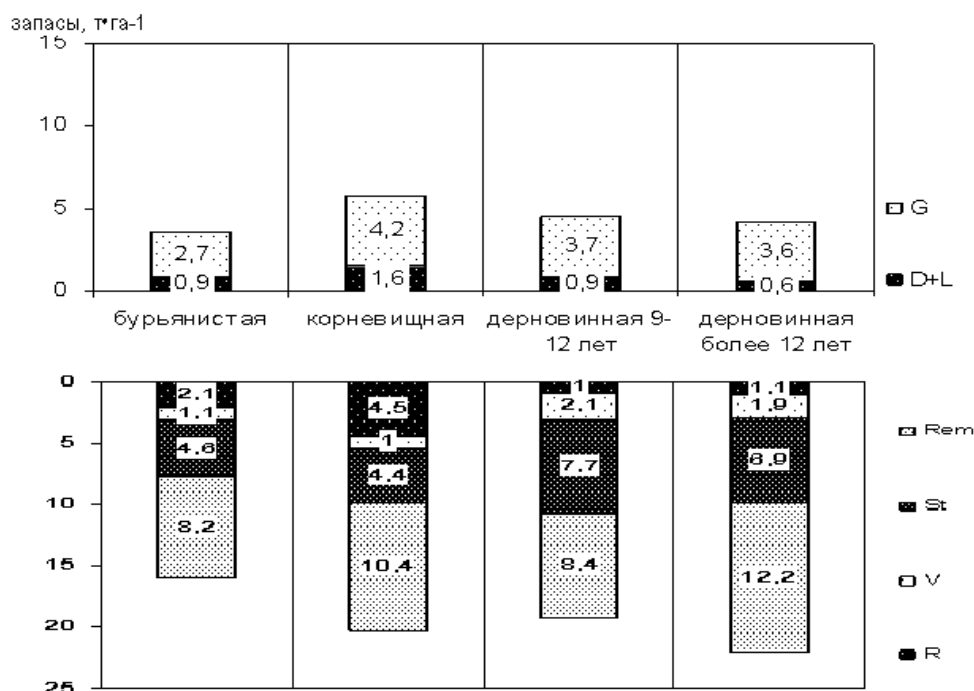 запасы, т*га-1
15
10
5
0
2,7
0,9
4,2
1,6
3,7
0,9
3,6
0,6
G
D+L
бурьянистая
корневищная
дерновинная 9-
12 лет
дерновинная
более 12 лет
0
5
10
15
20
25
2.1
1.1
4.6
8.2
4.5
1
4.4
10.4
1
2.1
7.7
8.4
1.1
1.9
6.9
12.2
Rem
St
V
R